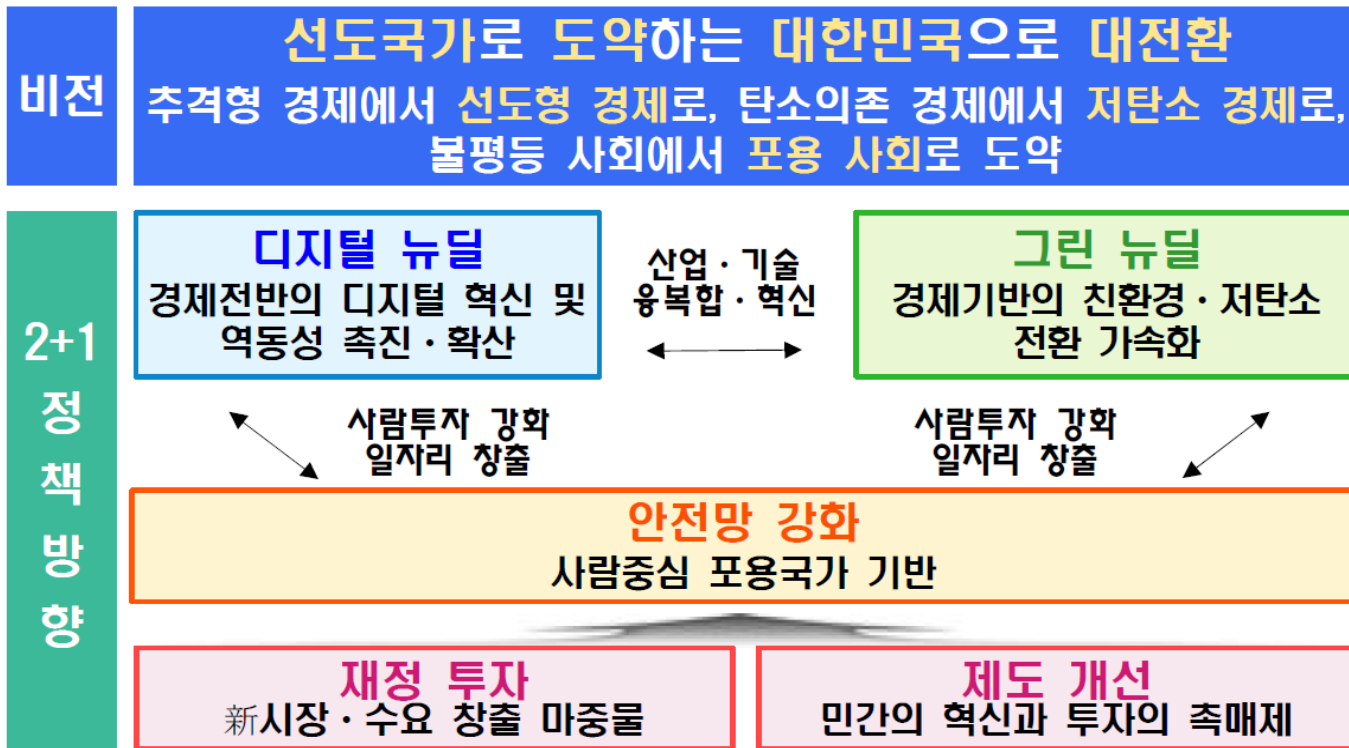 비전
선도국가로 도약하는 대한민국으로 대전환
추격형 경제에서 선도형 경제로, 탄소의존 경제에서 저탄소 경제로,
불평등 사회에서 포용 사회로 도약
2+1
정
책
방
향
디지털 뉴딜
경제전반의 디지털 혁신 및
역동성 촉진·확산
산업·기술
융복합·혁신
그린 뉴딜
경제기반의 친환경·저탄소
전환 가속화
사람투자 강화
일자리 창출
사람투자 강화
일자리 창출
안전망 강화
사람중심 포용국가 기반
재정 투자
新시장·수요 창출 마중물
제도 개선
민간의 혁신과 투자의 촉매제